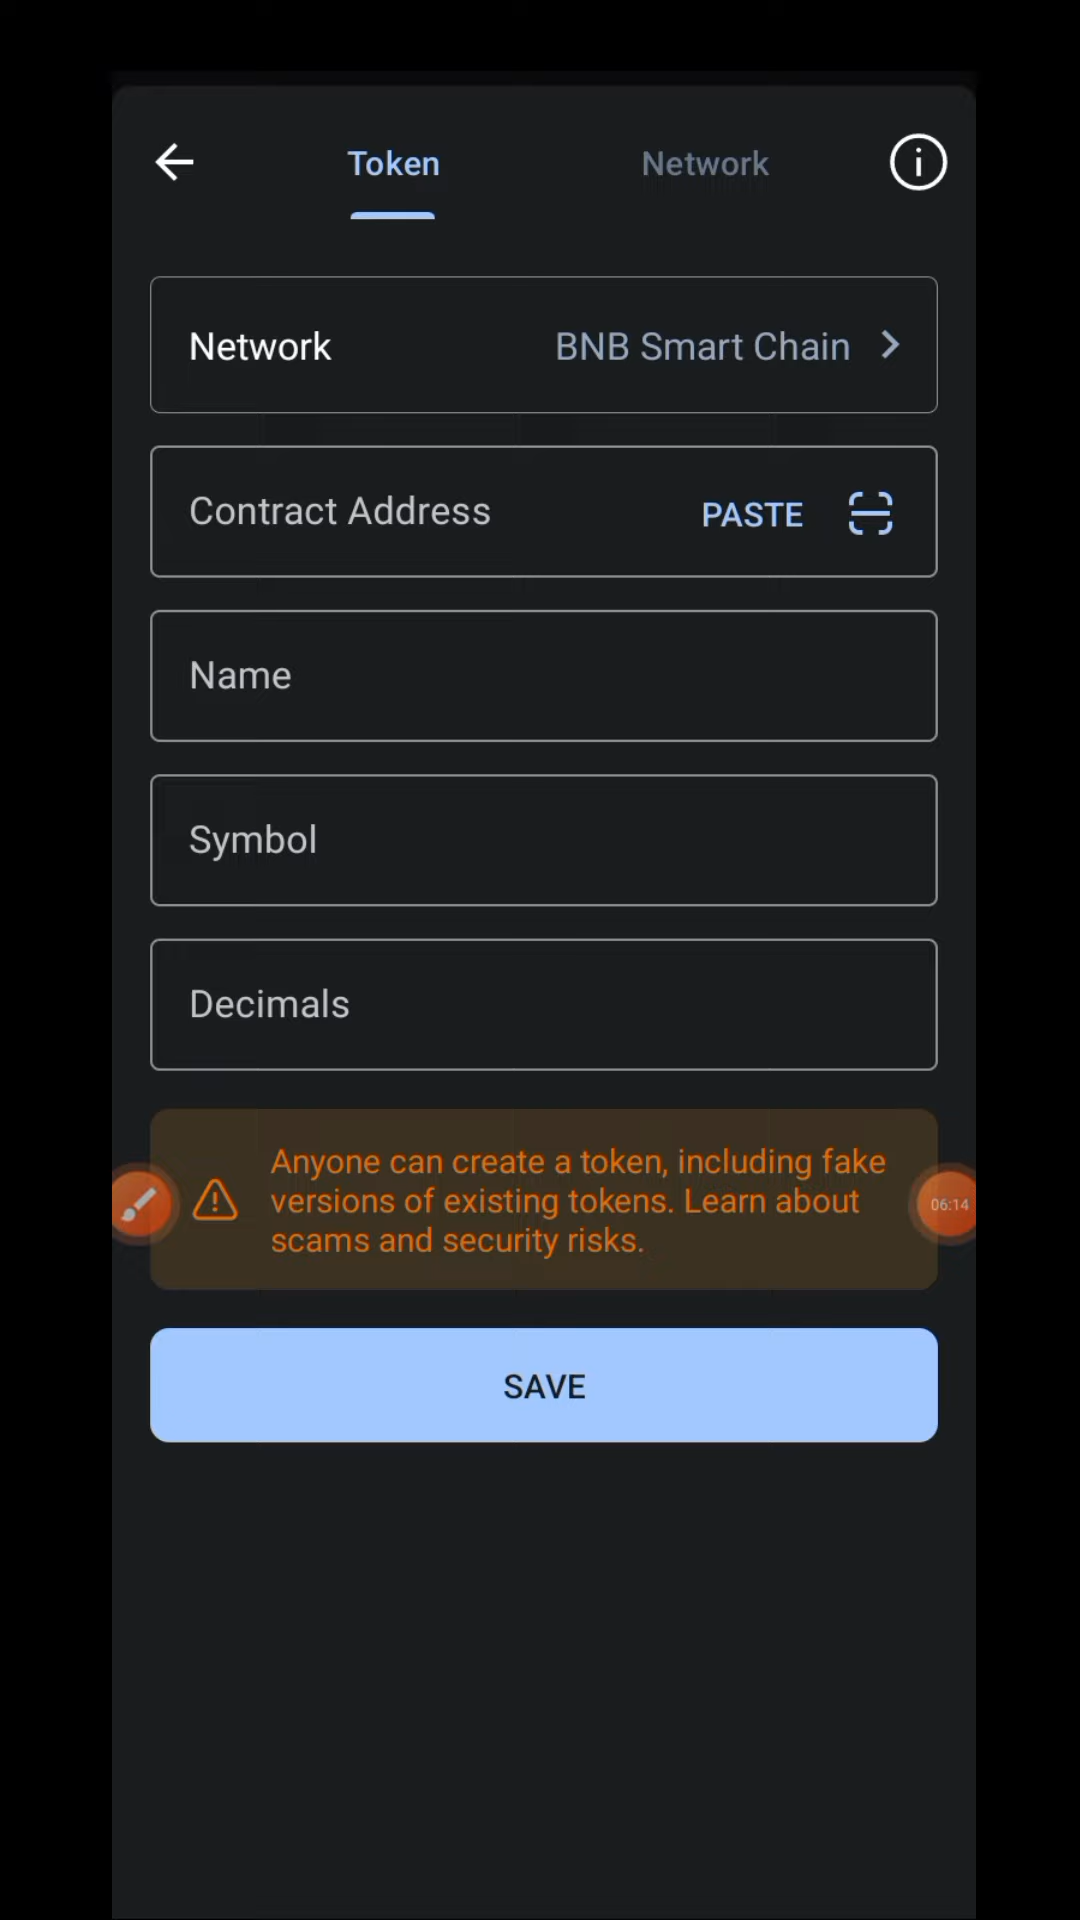 Token
Network
Network
BNB Smart Chain
Contract Address
PASTE
Name
Symbol
Decimals
Anyone can create a token, including fake
versions of existing tokens. Learn about
scams and security risks.
06:14
SAVE